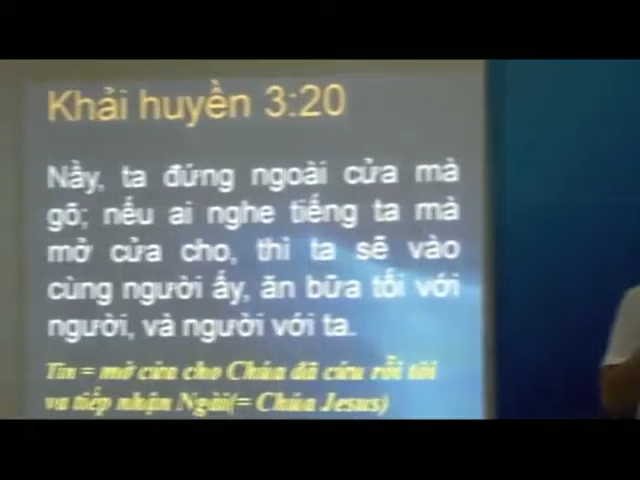 Khải huyền 3:20
Nầy, ta đứng ngoài cửa mà
gõ; nếu ai nghe tiếng ta mà
mở cửa cho, thì ta sẽ vào
cùng người ấy, ăn bữa tối với
người, và người với ta.
Tin = mở cửa cho Chúa đã cứu rỗi tôi
va tiếp nhận Ngài(= Chúa Jesus)